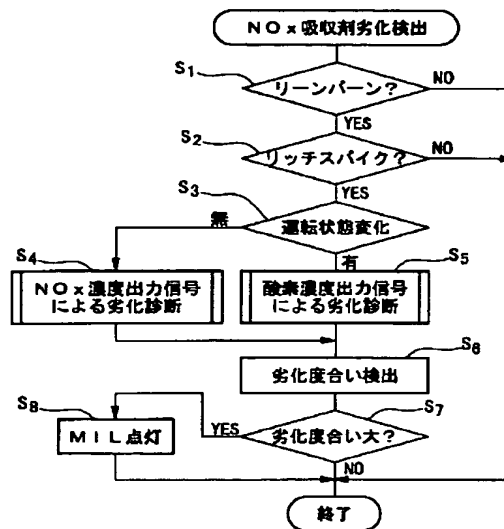 NOx吸収剤劣化検出
S1
リーンバーン?
NO
YES
S2
リッチスパイク?
NO
YES
S3
運転状態変化
無
有
S4
NOx濃度出力信号
による劣化診断
S5
酸素濃度出力信号
による劣化診断
S6
劣化度合い検出
S7
劣化度合い大?
YES
S8
MIL点灯
NO
終了